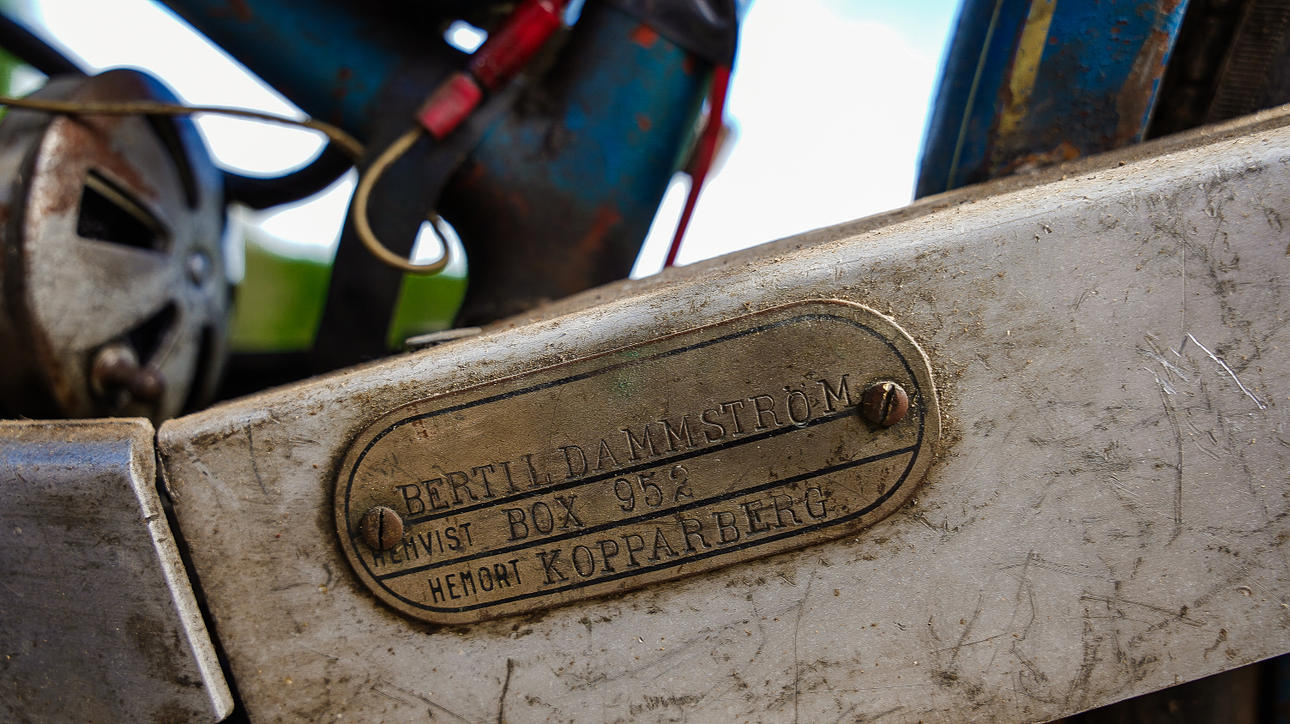 BERTIL DAMMSTRÖM
HEMVIST BOX 952
HEMORT KOPPARBERG